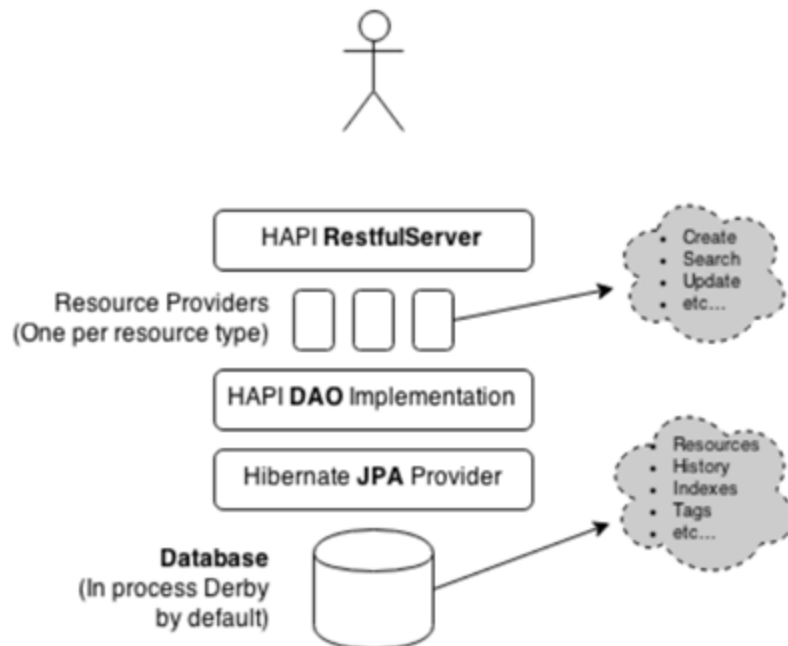 HAPI RestfulServer
Resource Providers
(One per resource type)
• Create
• Search
• Update
• etc...
HAPI DAO Implementation
Hibernate JPA Provider
• Resources
• History
• Indexes
• Tags
• etc...
Database
(In process Derby
by default)